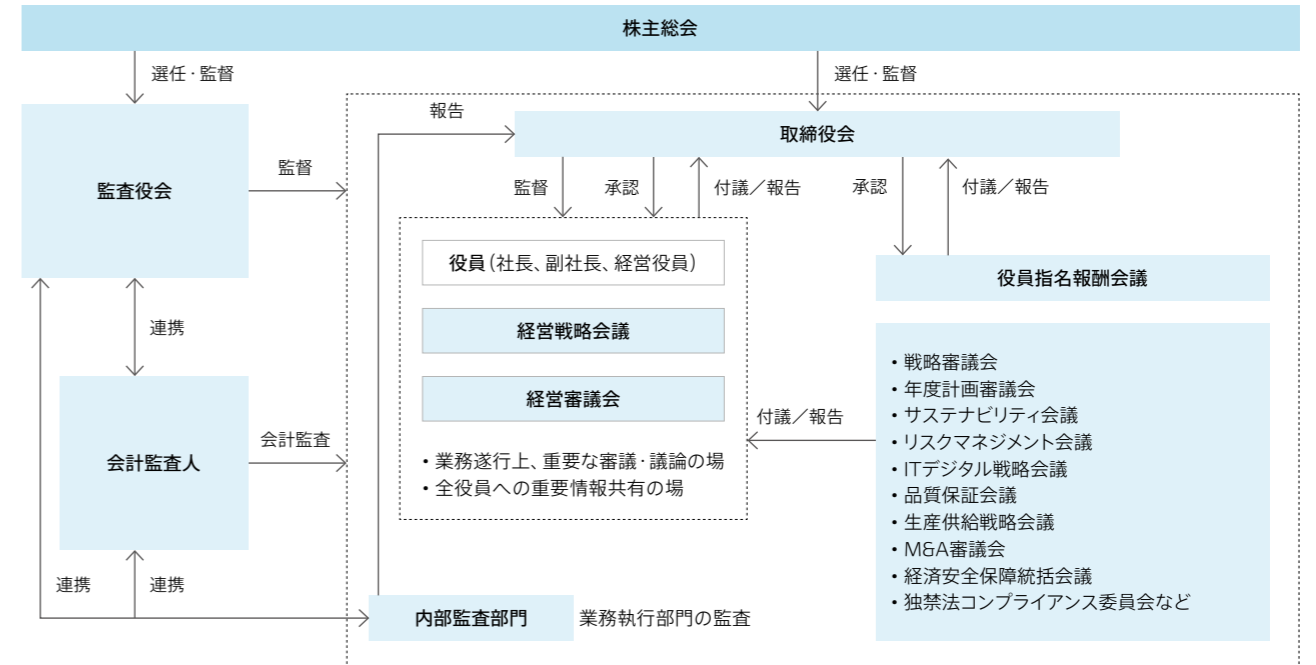 株主総会
選任・監督
選任・監督
報告
取締役会
監査役会
監督
監督
承認
付議／報告
承認
付議／報告
役員（社長、副社長、経営役員）
役員指名報酬会議
経営戦略会議
連携
経営審議会
・戦略審議会
・年度計画審議会
・サステナビリティ会議
・リスクマネジメント会議
・ITデジタル戦略会議
・品質保証会議
・生産供給戦略会議
・M&A審議会
・経済安全保障統括会議
・独禁法コンプライアンス委員会など
付議／報告
会計監査人
会計監査
・業務遂行上、重要な審議・議論の場
・全役員への重要情報共有の場
連携
連携
内部監査部門
業務執行部門の監査